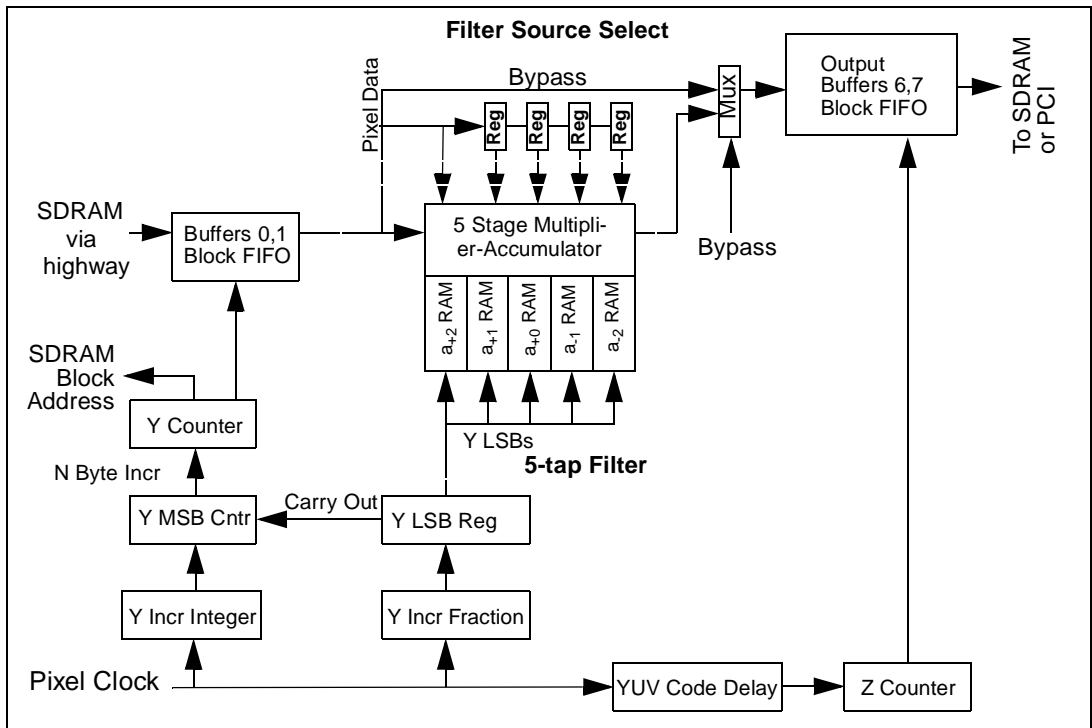 Filter Source Select
Pixel Data
Bypass
Reg
Reg
Reg
Reg
Mux
Output
Buffers 6,7
Block FIFO
To SDRAM
or PCI
SDRAM
via
highway
Buffers 0,1
Block FIFO
5 Stage Multipli-
er-Accumulator
Bypass
a+2 RAM
a+1 RAM
a+0 RAM
a-1 RAM
a-2 RAM
SDRAM
Block
Address
Y Counter
Y LSBs
5-tap Filter
N Byte Incr
Y MSB Cntr
Carry Out
Y LSB Reg
Y Incr Integer
Y Incr Fraction
Pixel Clock
YUV Code Delay
Z Counter